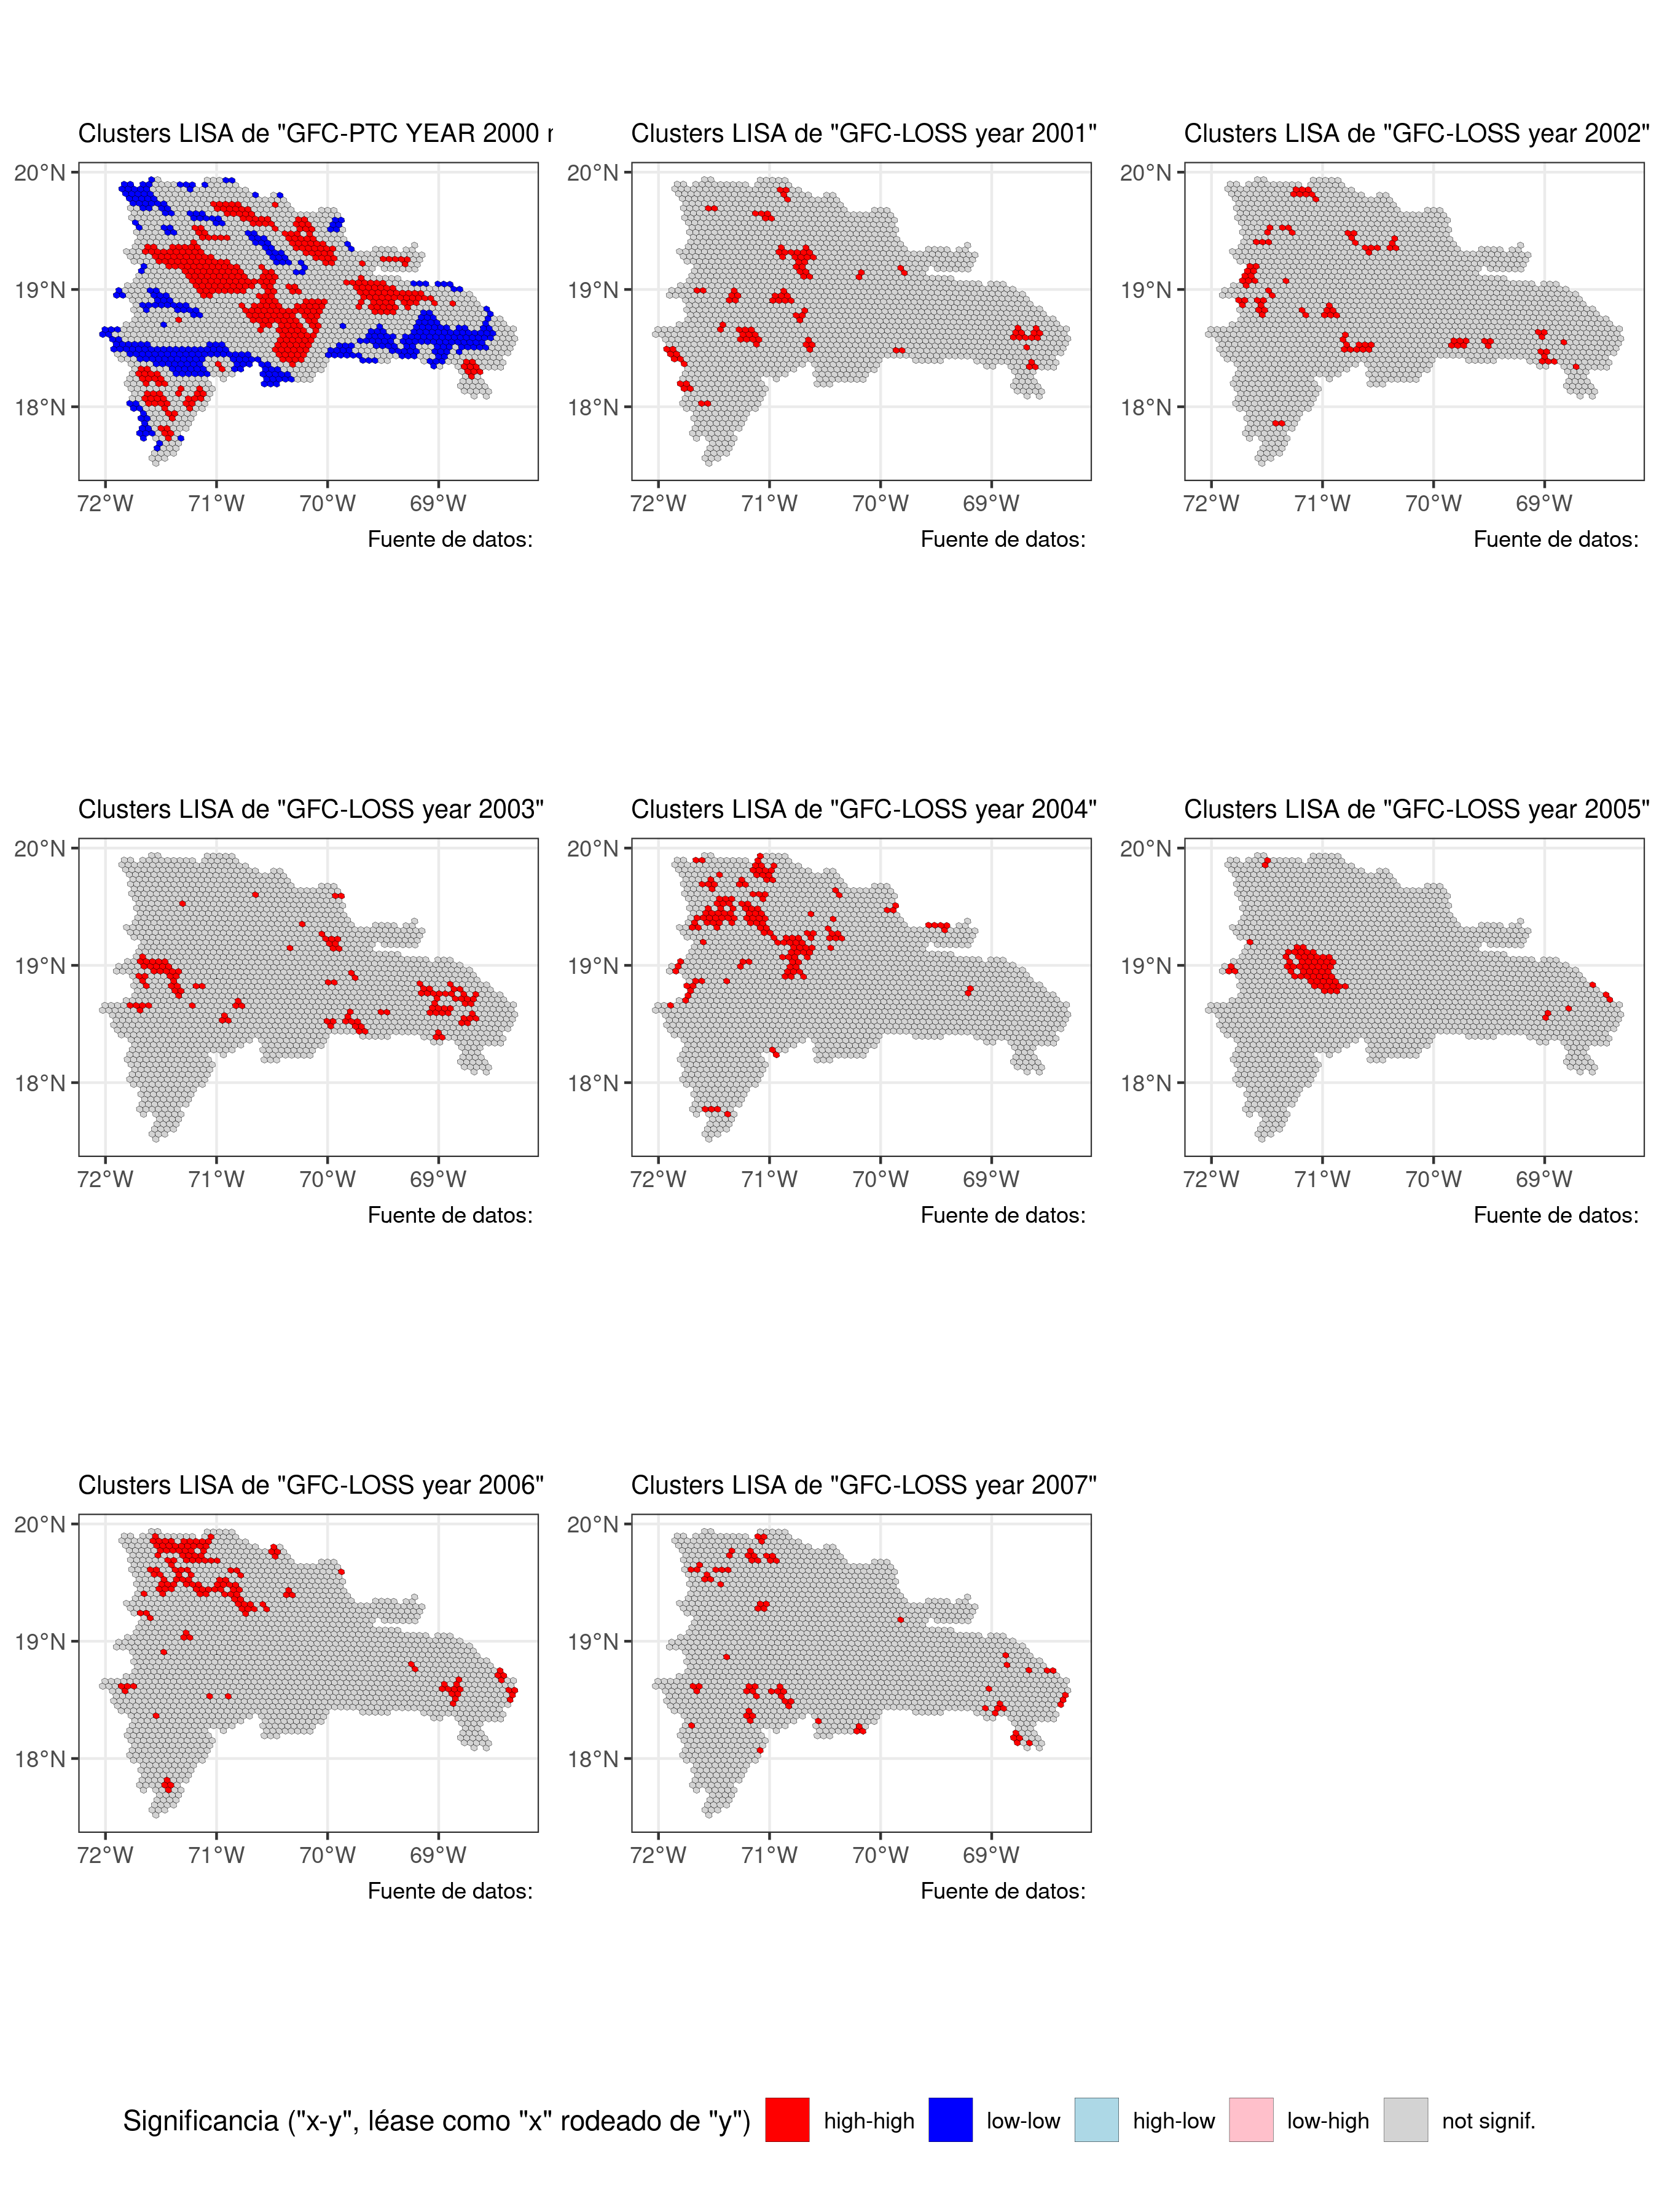 Clusters LISA de "GFC-PTC YEAR 2000
Clusters LISA de "GFC-LOSS year 2001"
Clusters LISA de "GFC-LOSS year 2002"
20°N
19°N
18°N
72°W 71°W 70°W 69°W
Fuente de datos:
20°N
19°N
18°N
72°W 71°W 70°W 69°W
Fuente de datos:
20°N
19°N
18°N
72°W 71°W 70°W 69°W
Fuente de datos:
Clusters LISA de "GFC-LOSS year 2003"
Clusters LISA de "GFC-LOSS year 2004"
Clusters LISA de "GFC-LOSS year 2005"
20°N
19°N
18°N
72°W 71°W 70°W 69°W
Fuente de datos:
20°N
19°N
18°N
72°W 71°W 70°W 69°W
Fuente de datos:
20°N
19°N
18°N
72°W 71°W 70°W 69°W
Fuente de datos:
Clusters LISA de "GFC-LOSS year 2006"
Clusters LISA de "GFC-LOSS year 2007"
20°N
19°N
18°N
72°W 71°W 70°W 69°W
Fuente de datos:
20°N
19°N
18°N
72°W 71°W 70°W 69°W
Fuente de datos:
Significancia ("x-y", léase como "x" rodeado de "y") high-high low-low high-low low-high not signif.